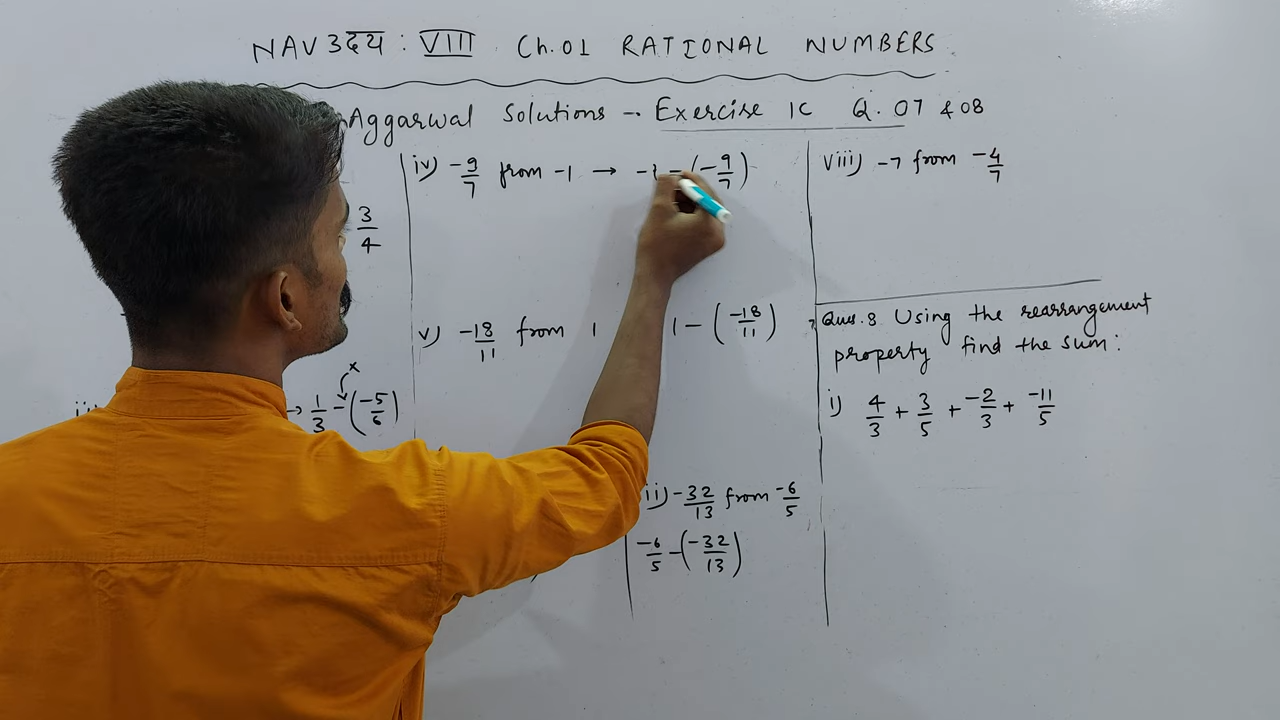 NAV उदय : VIII Ch.01 RATIONAL NUMBERS
Aggarwal Solutions - Exercise 1C Q. 07 & 08
3/4
→ 1/3 - (-5/6)
x
iv) -9/7 from -1 → -1 - (-9/7)
v) -18/11 from 1 1 - (-18/11)
-32/13 from -6/5
-6/5 - (-32/13)
viii) -7 from -4/7
Que.8 Using the rearrangement
property find the sum:
i) 4/3 + 3/5 + -2/3 + -11/5